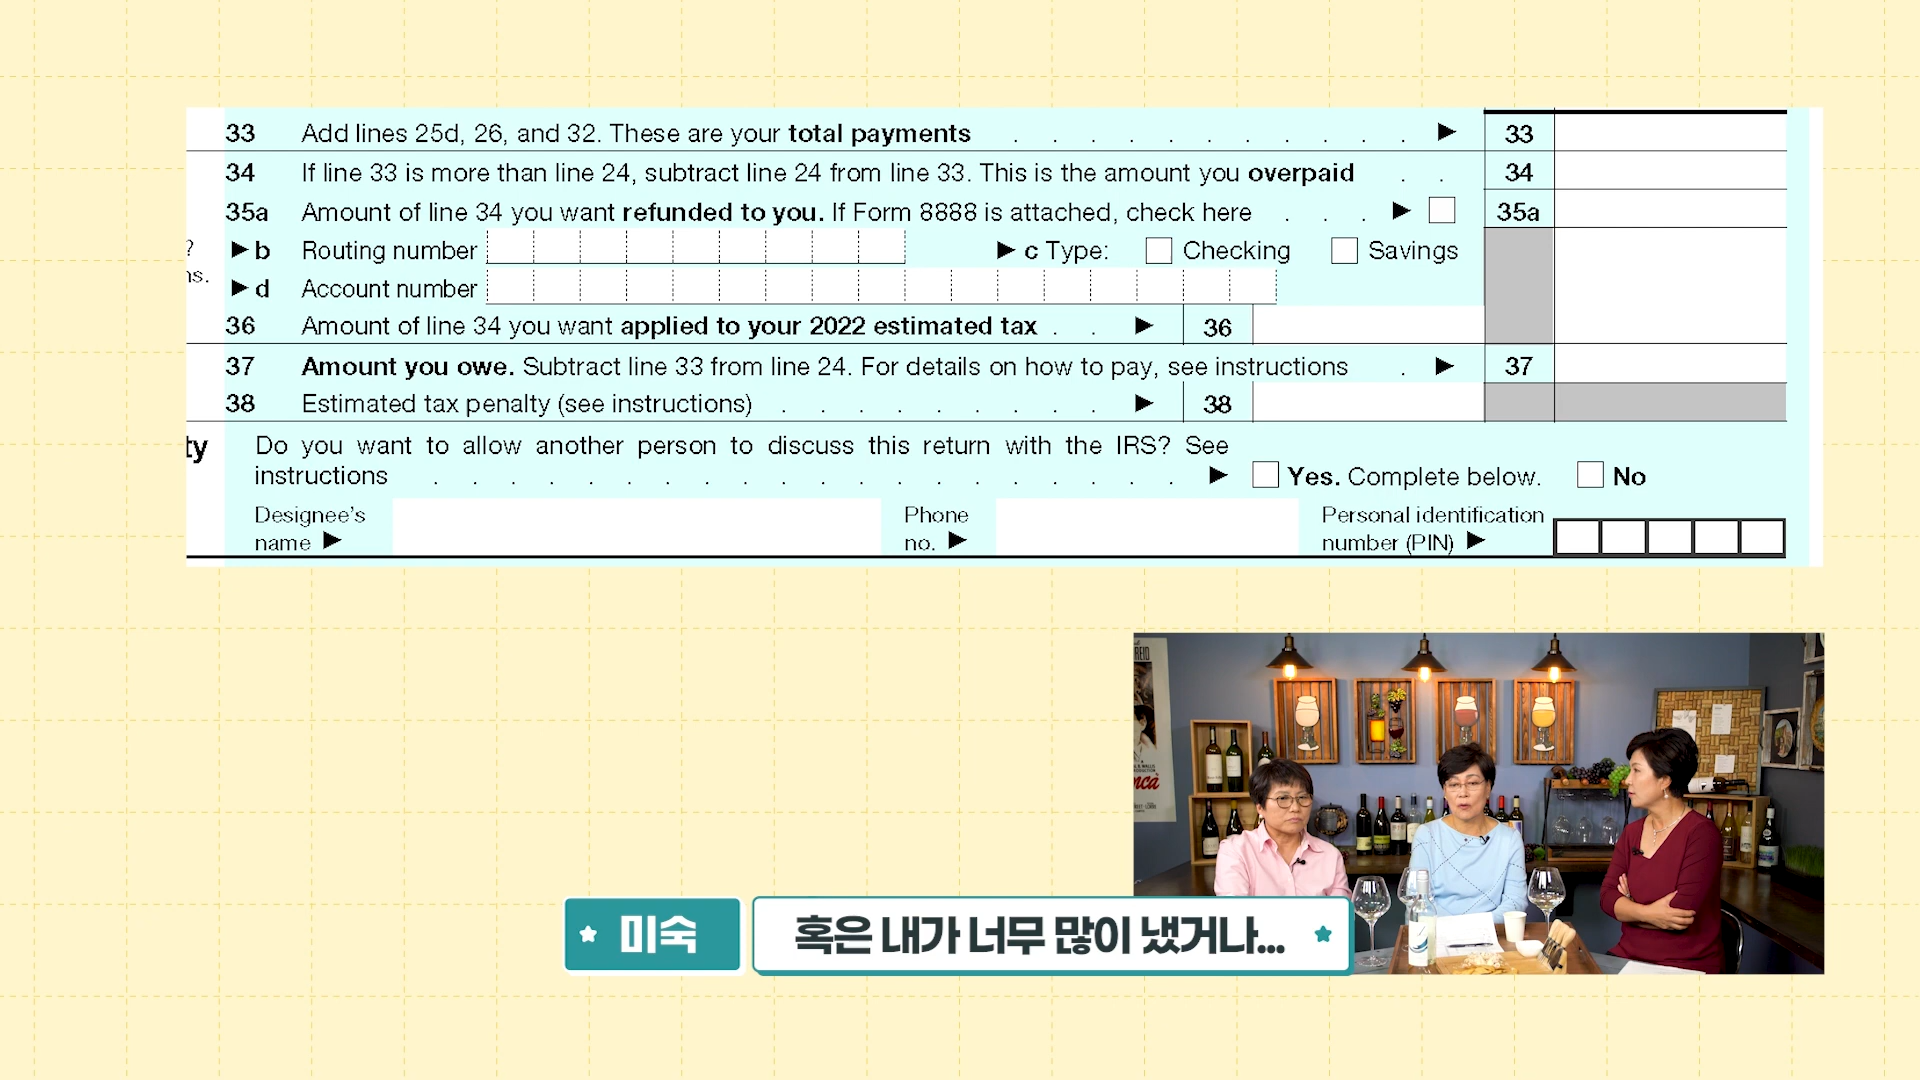 33 Add lines 25d, 26, and 32. These are your total payments . . . . . . . . . . . ▶ 33
34 If line 33 is more than line 24, subtract line 24 from line 33. This is the amount you overpaid . . 34
35a Amount of line 34 you want refunded to you. If Form 8888 is attached, check here . . . ▶ 35a
? ▶ b Routing number ▶ c Type: Checking Savings
ns. ▶ d Account number
36 Amount of line 34 you want applied to your 2022 estimated tax . . ▶ 36
37 Amount you owe. Subtract line 33 from line 24. For details on how to pay, see instructions . ▶ 37
38 Estimated tax penalty (see instructions) . . . . . . . . . ▶ 38
ty Do you want to allow another person to discuss this return with the IRS? See
instructions . . . . . . . . . . . . . . . . . . . . ▶ Yes. Complete below. No
Designee's Phone Personal identification
name ▶ no. ▶ number (PIN) ▶
REID
미숙 혹은 내가 너무 많이 냈거나...